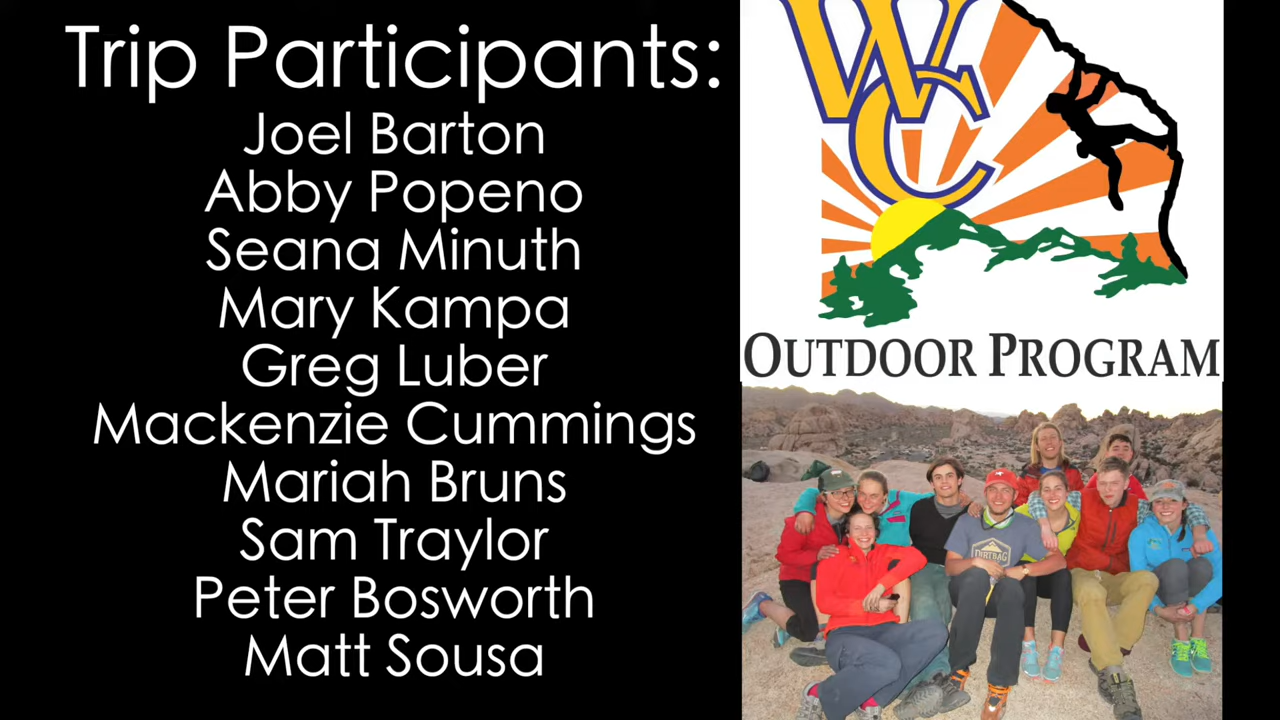 Trip Participants:
Joel Barton
Abby Popeno
Seana Minuth
Mary Kampa
Greg Luber
Mackenzie Cummings
Mariah Bruns
Sam Traylor
Peter Bosworth
Matt Sousa
WC
OUTDOOR PROGRAM
DIRTBAG